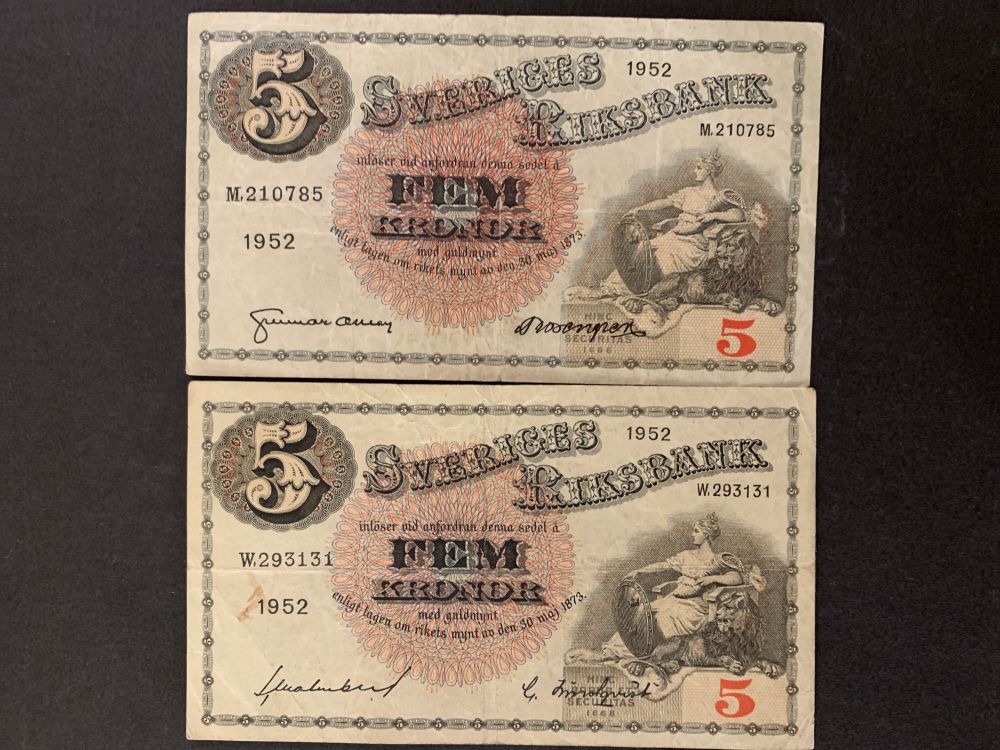 5
SVERIGES
1952
RIKSBANK
M.210785
inlöser vid anfordran denna sedel å
M.210785
FEM
KRONOR
1952
med guldmynt
enligt lagen om rikets mynt av den 30 maj 1873.
HINC
SECURITAS
1668
5
5
SVERIGES
1952
RIKSBANK
W.293131
inlöser vid anfordran denna sedel å
FEM
W.293131
KRONOR
1952
med guldmynt
enligt lagen om rikets mynt av den 30 maj 1873.
SECURITAS
1668
5